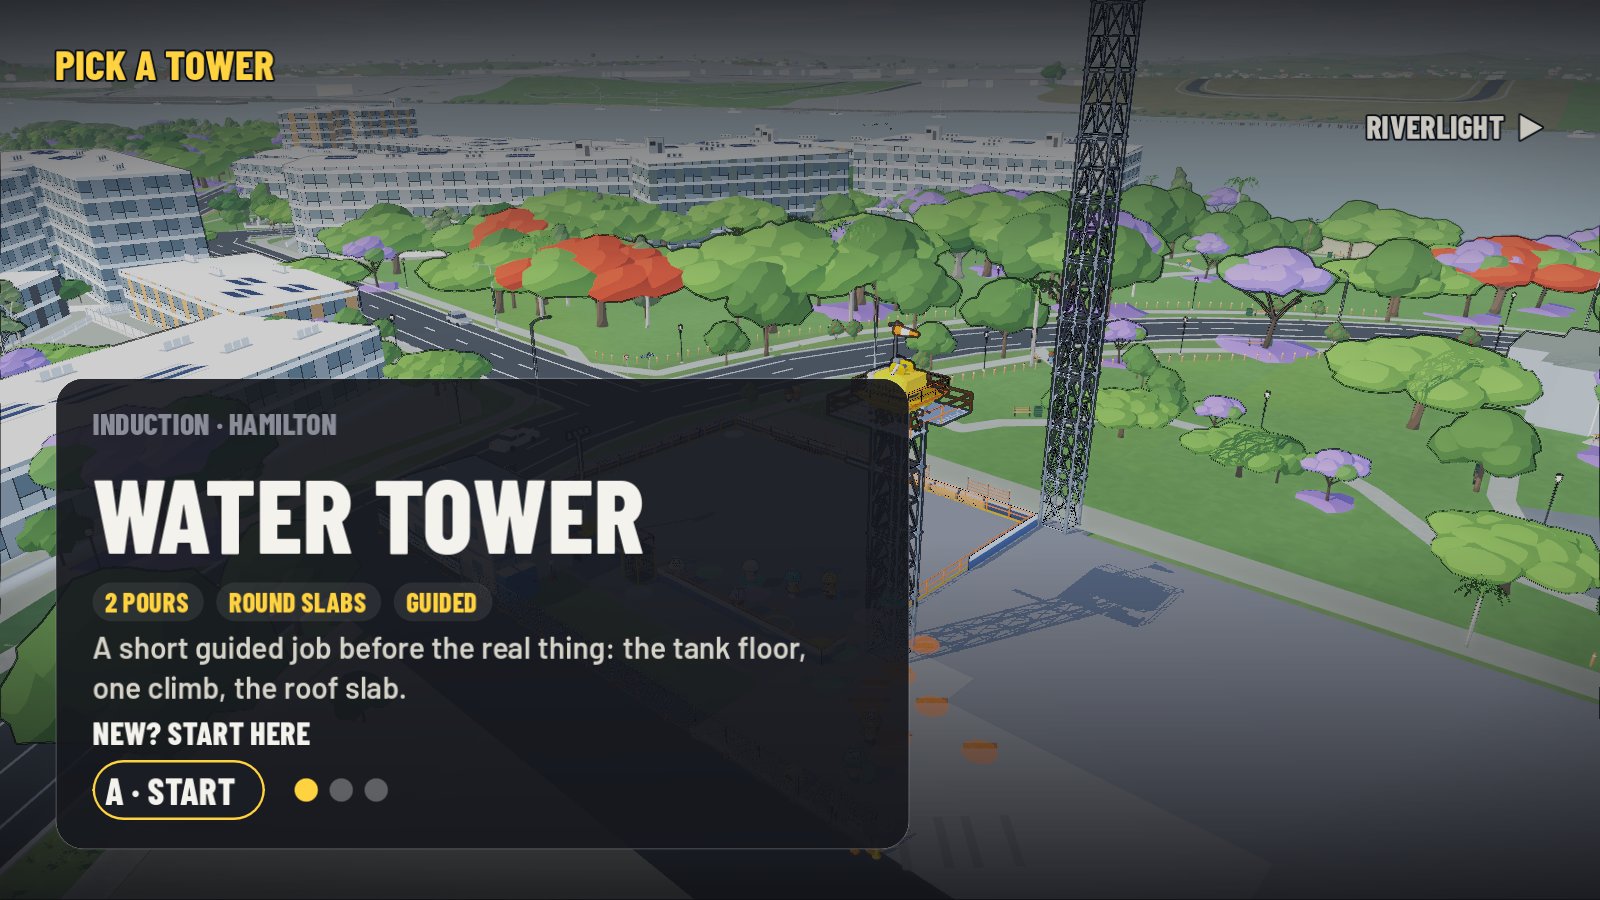 PICK A TOWER
RIVERLIGHT
INDUCTION · HAMILTON
WATER TOWER
2 POURS
ROUND SLABS
GUIDED
A short guided job before the real thing: the tank floor,
one climb, the roof slab.
NEW? START HERE
A · START